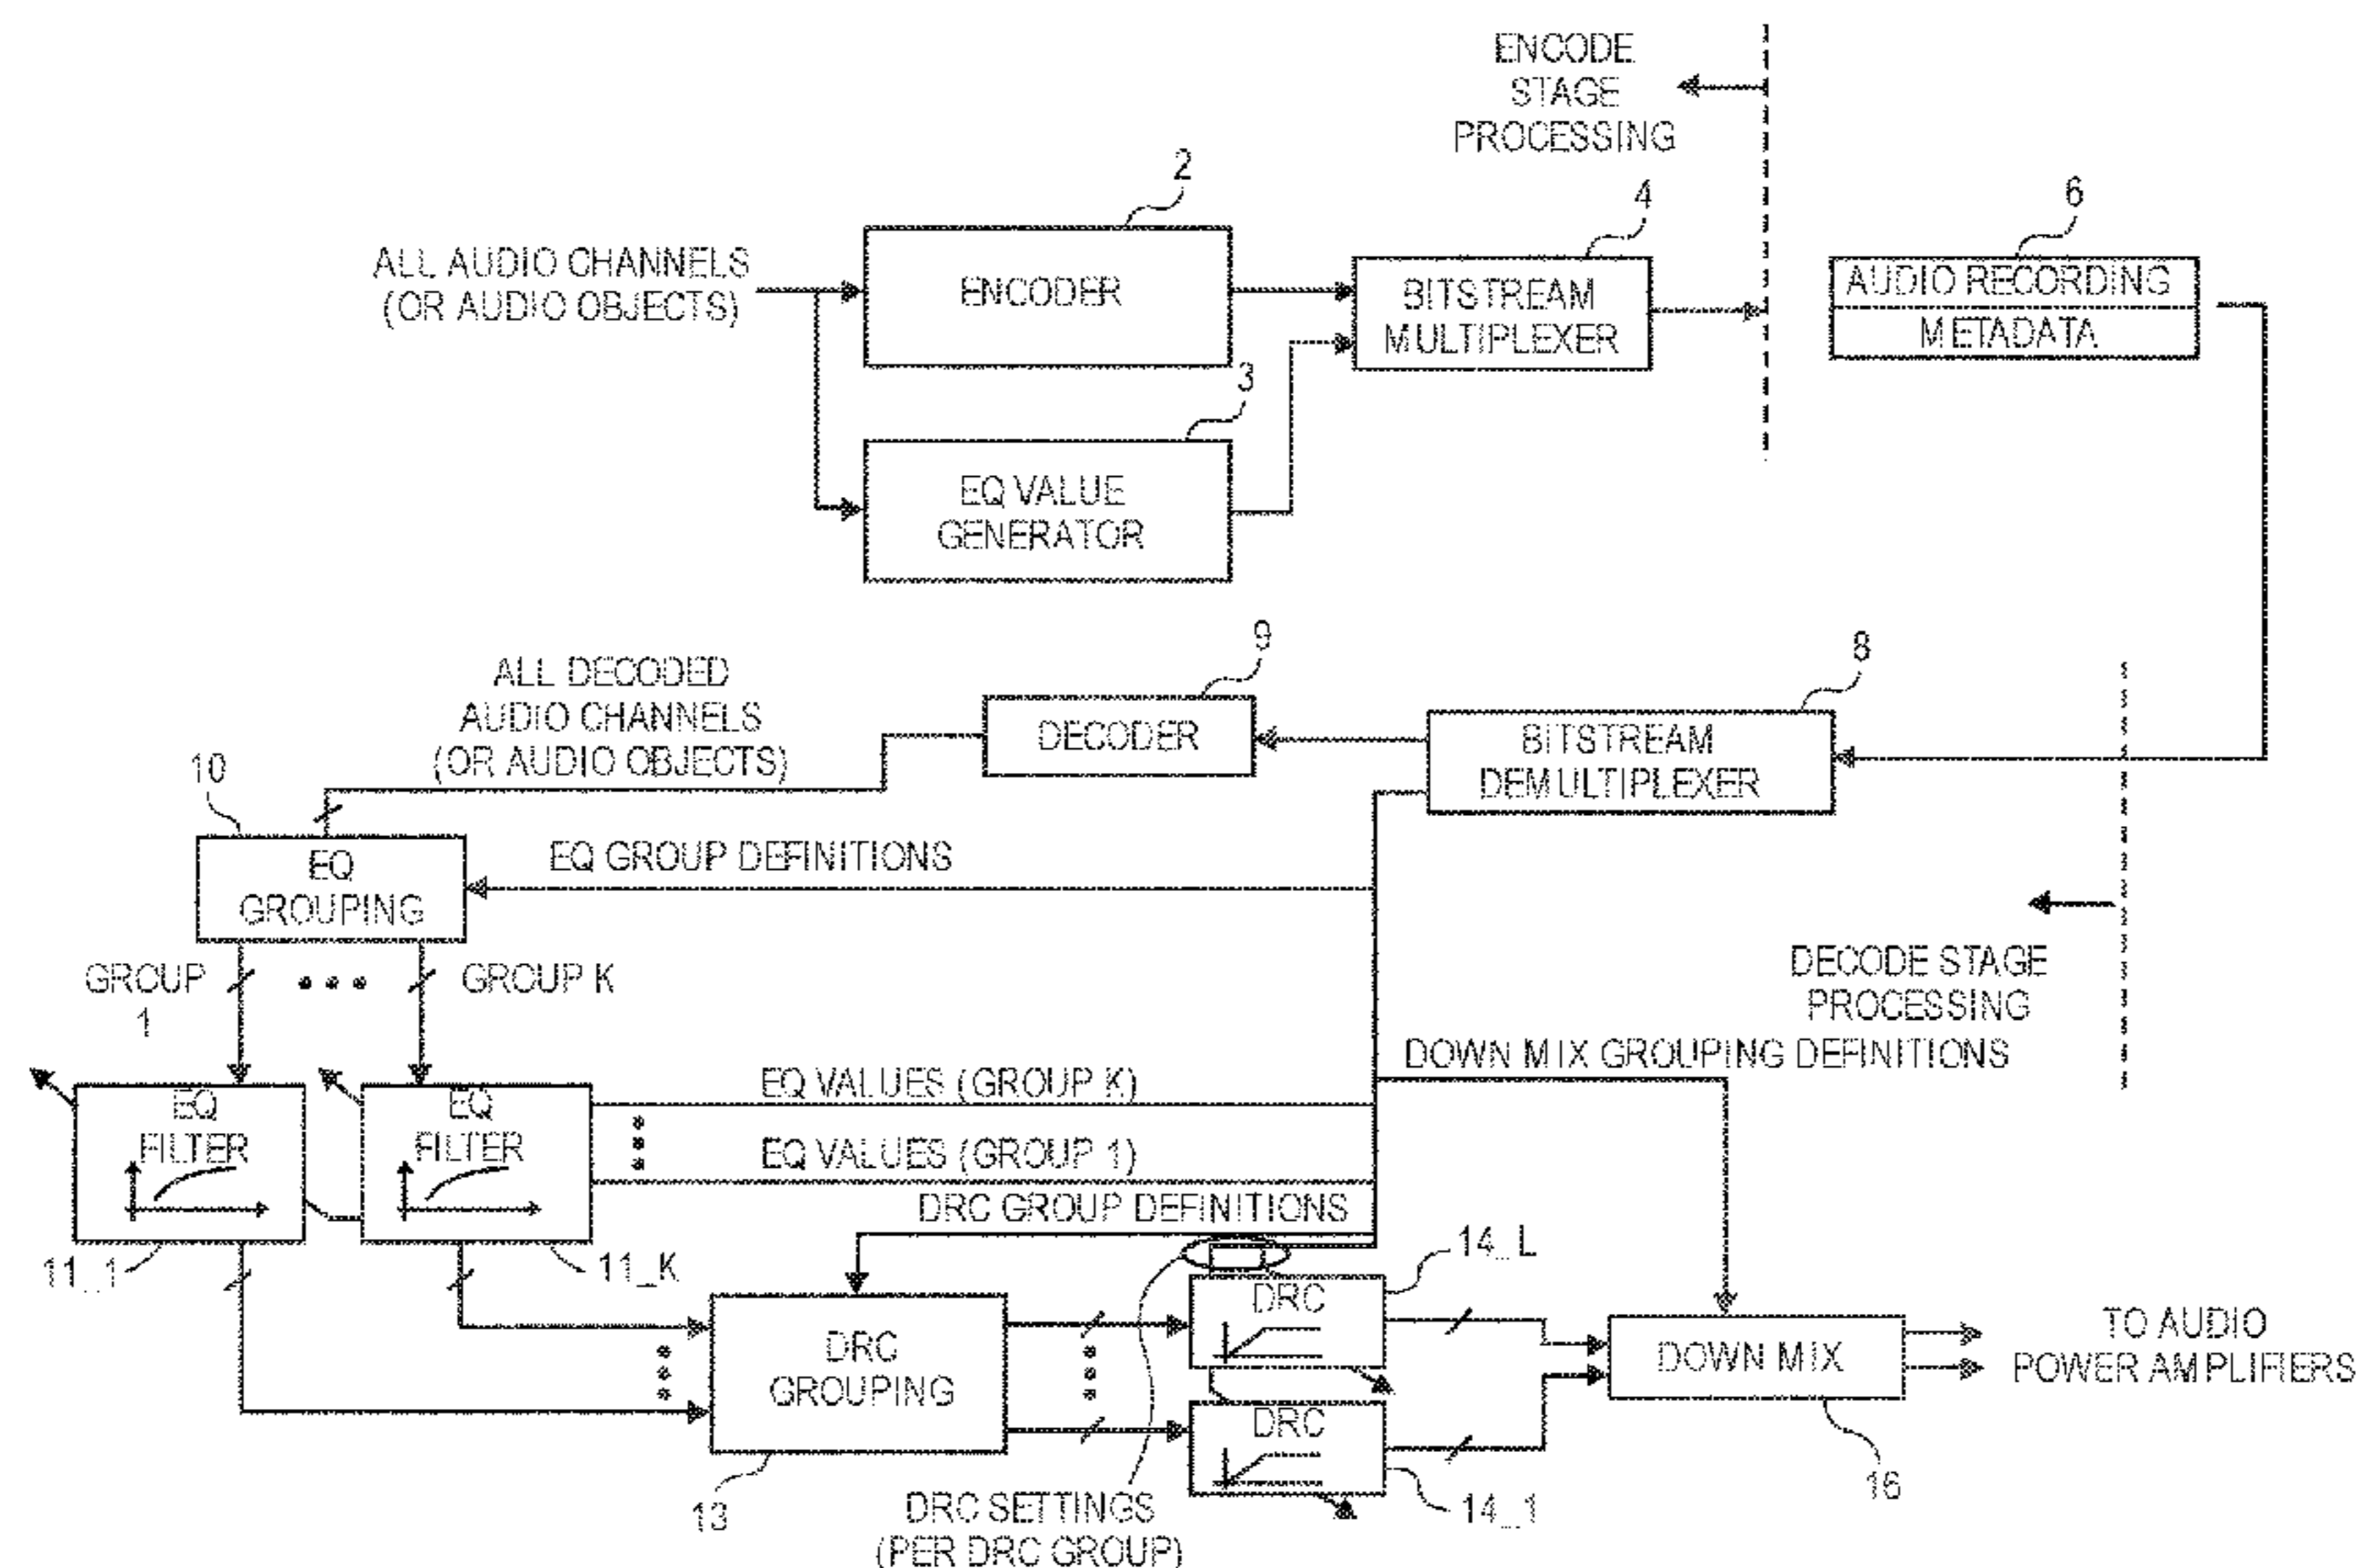 ENCODE
STAGE
PROCESSING
2
4
6
ALL AUDIO CHANNELS
(OR AUDIO OBJECTS)
ENCODER
BITSTREAM
MULTIPLEXER
AUDIO RECORDING
METADATA
3
EQ VALUE
GENERATOR
ALL DECODED
AUDIO CHANNELS
(OR AUDIO OBJECTS)
9
DECODER
8
BITSTREAM
DEMULTIPLEXER
10
EQ
GROUPING
EQ GROUP DEFINITIONS
GROUP
1
GROUP K
DECODE STAGE
PROCESSING
DOWN MIX GROUPING DEFINITIONS
EQ
FILTER
EQ
FILTER
EQ VALUES (GROUP K)
EQ VALUES (GROUP 1)
DRC GROUP DEFINITIONS
11_1
11_K
14_L
DRC
DRC
GROUPING
DOWN MIX
TO AUDIO
POWER AMPLIFIERS
DRC
13
DRC SETTINGS
(PER DRC GROUP)
14_1
16